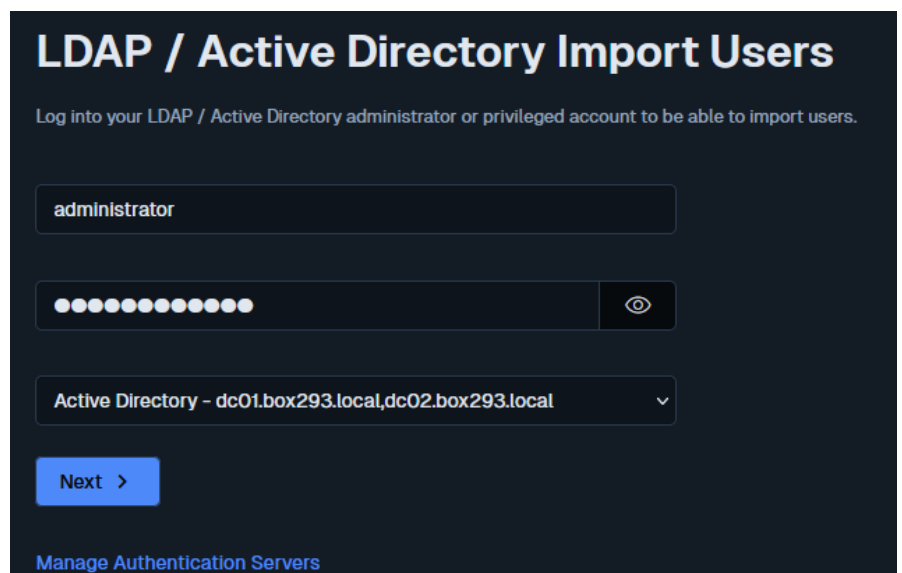 LDAP / Active Directory Import Users
Log into your LDAP / Active Directory administrator or privileged account to be able to import users.
administrator
●●●●●●●●●●●●
Active Directory - dc01.box293.local,dc02.box293.local
Next >
Manage Authentication Servers